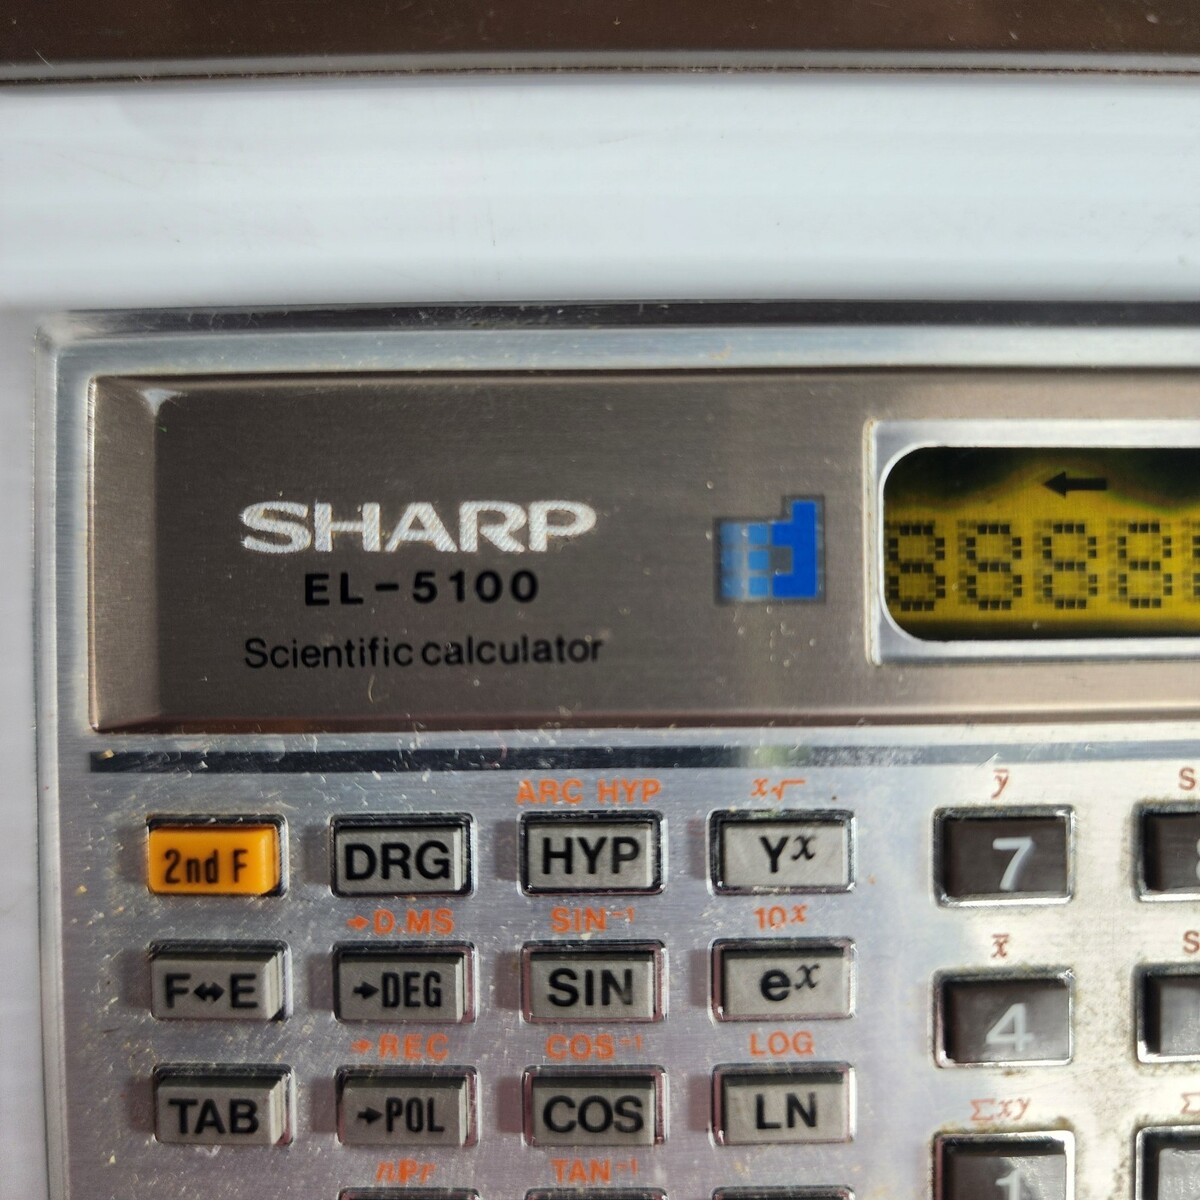 SHARP
EL-5100
Scientific calculator
8888
ARC HYP x√ ȳ S
2nd F DRG HYP Yˣ 7
→D.MS SIN⁻¹ 10ˣ x̄ S
F↔E →DEG SIN eˣ 4
→REC COS⁻¹ LOG Σxy Σ
TAB →POL COS LN 1
nPr TAN⁻¹